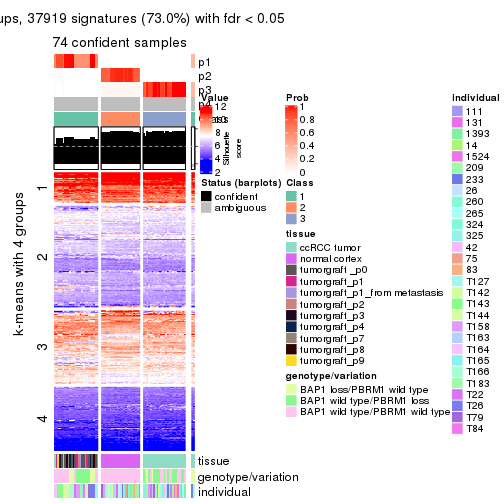 ups, 37919 signatures (73.0%) with fdr < 0.05
74 confident samples
p1
p2
p3
p4
Value
12
10
8
6
4
2
Silhouette
score
Status (barplots)
confident
ambiguous
Prob
1
0.8
0.6
0.4
0.2
0
Class
1
2
3
tissue
ccRCC tumor
normal cortex
tumorgraft _p0
tumorgraft_p1
tumorgraft_p1_from metastasis
tumorgraft_p2
tumorgraft_p3
tumorgraft_p4
tumorgraft_p7
tumorgraft_p8
tumorgraft_p9
genotype/variation
BAP1 loss/PBRM1 wild type
BAP1 wild type/PBRM1 loss
BAP1 wild type/PBRM1 wild type
individual
111
131
1393
14
1524
209
233
26
260
265
324
325
42
75
83
T127
T142
T143
T144
T158
T163
T164
T165
T166
T183
T22
T26
T79
T84
k-means with 4 groups
1
2
3
4
tissue
genotype/variation
individual